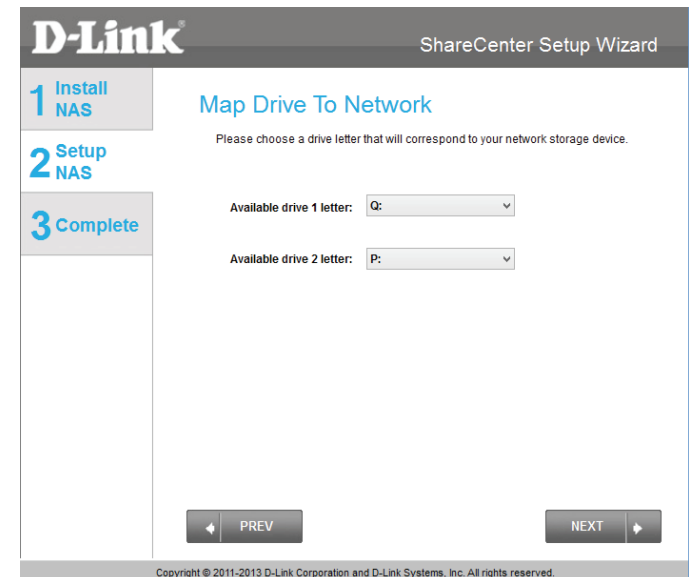 D-Link
ShareCenter Setup Wizard
1 Install
NAS
2 Setup
NAS
3 Complete
Map Drive To Network
Please choose a drive letter that will correspond to your network storage device.
Available drive 1 letter: Q:
Available drive 2 letter: P:
PREV
NEXT
Copyright © 2011-2013 D-Link Corporation and D-Link Systems, Inc. All rights reserved.